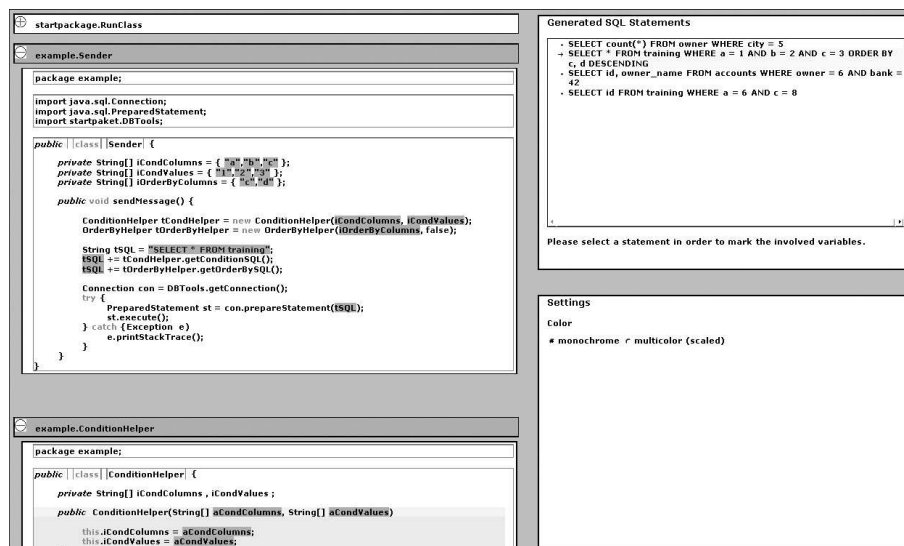 startpackage.RunClass
example.Sender
package example;
import java.sql.Connection;
import java.sql.PreparedStatement;
import startpaket.DBTools;
public class Sender {
private String[] iCondColumns = { "a","b","c" };
private String[] iCondValues = { "1","2","3" };
private String[] iOrderByColumns = { "c","d" };
public void sendMessage() {
ConditionHelper tCondHelper = new ConditionHelper(iCondColumns, iCondValues);
OrderByHelper tOrderByHelper = new OrderByHelper(iOrderByColumns, false);
String tSQL = "SELECT * FROM training";
tSQL += tCondHelper.getConditionSQL();
tSQL += tOrderByHelper.getOrderBySQL();
Connection con = DBTools.getConnection();
try {
PreparedStatement st = con.prepareStatement(tSQL);
st.execute();
} catch (Exception e)
e.printStackTrace();
}
}
}
example.ConditionHelper
package example;
public class ConditionHelper {
private String[] iCondColumns , iCondValues ;
public ConditionHelper(String[] aCondColumns, String[] aCondValues)
this.iCondColumns = aCondColumns;
this.iCondValues = aCondValues;
Generated SQL Statements
SELECT count(*) FROM owner WHERE city = 5
→ SELECT * FROM training WHERE a = 1 AND b = 2 AND c = 3 ORDER BY
c, d DESCENDING
SELECT id, owner_name FROM accounts WHERE owner = 6 AND bank =
42
SELECT id FROM training WHERE a = 6 AND c = 8
Please select a statement in order to mark the involved variables.
Settings
Color
monochrome multicolor (scaled)